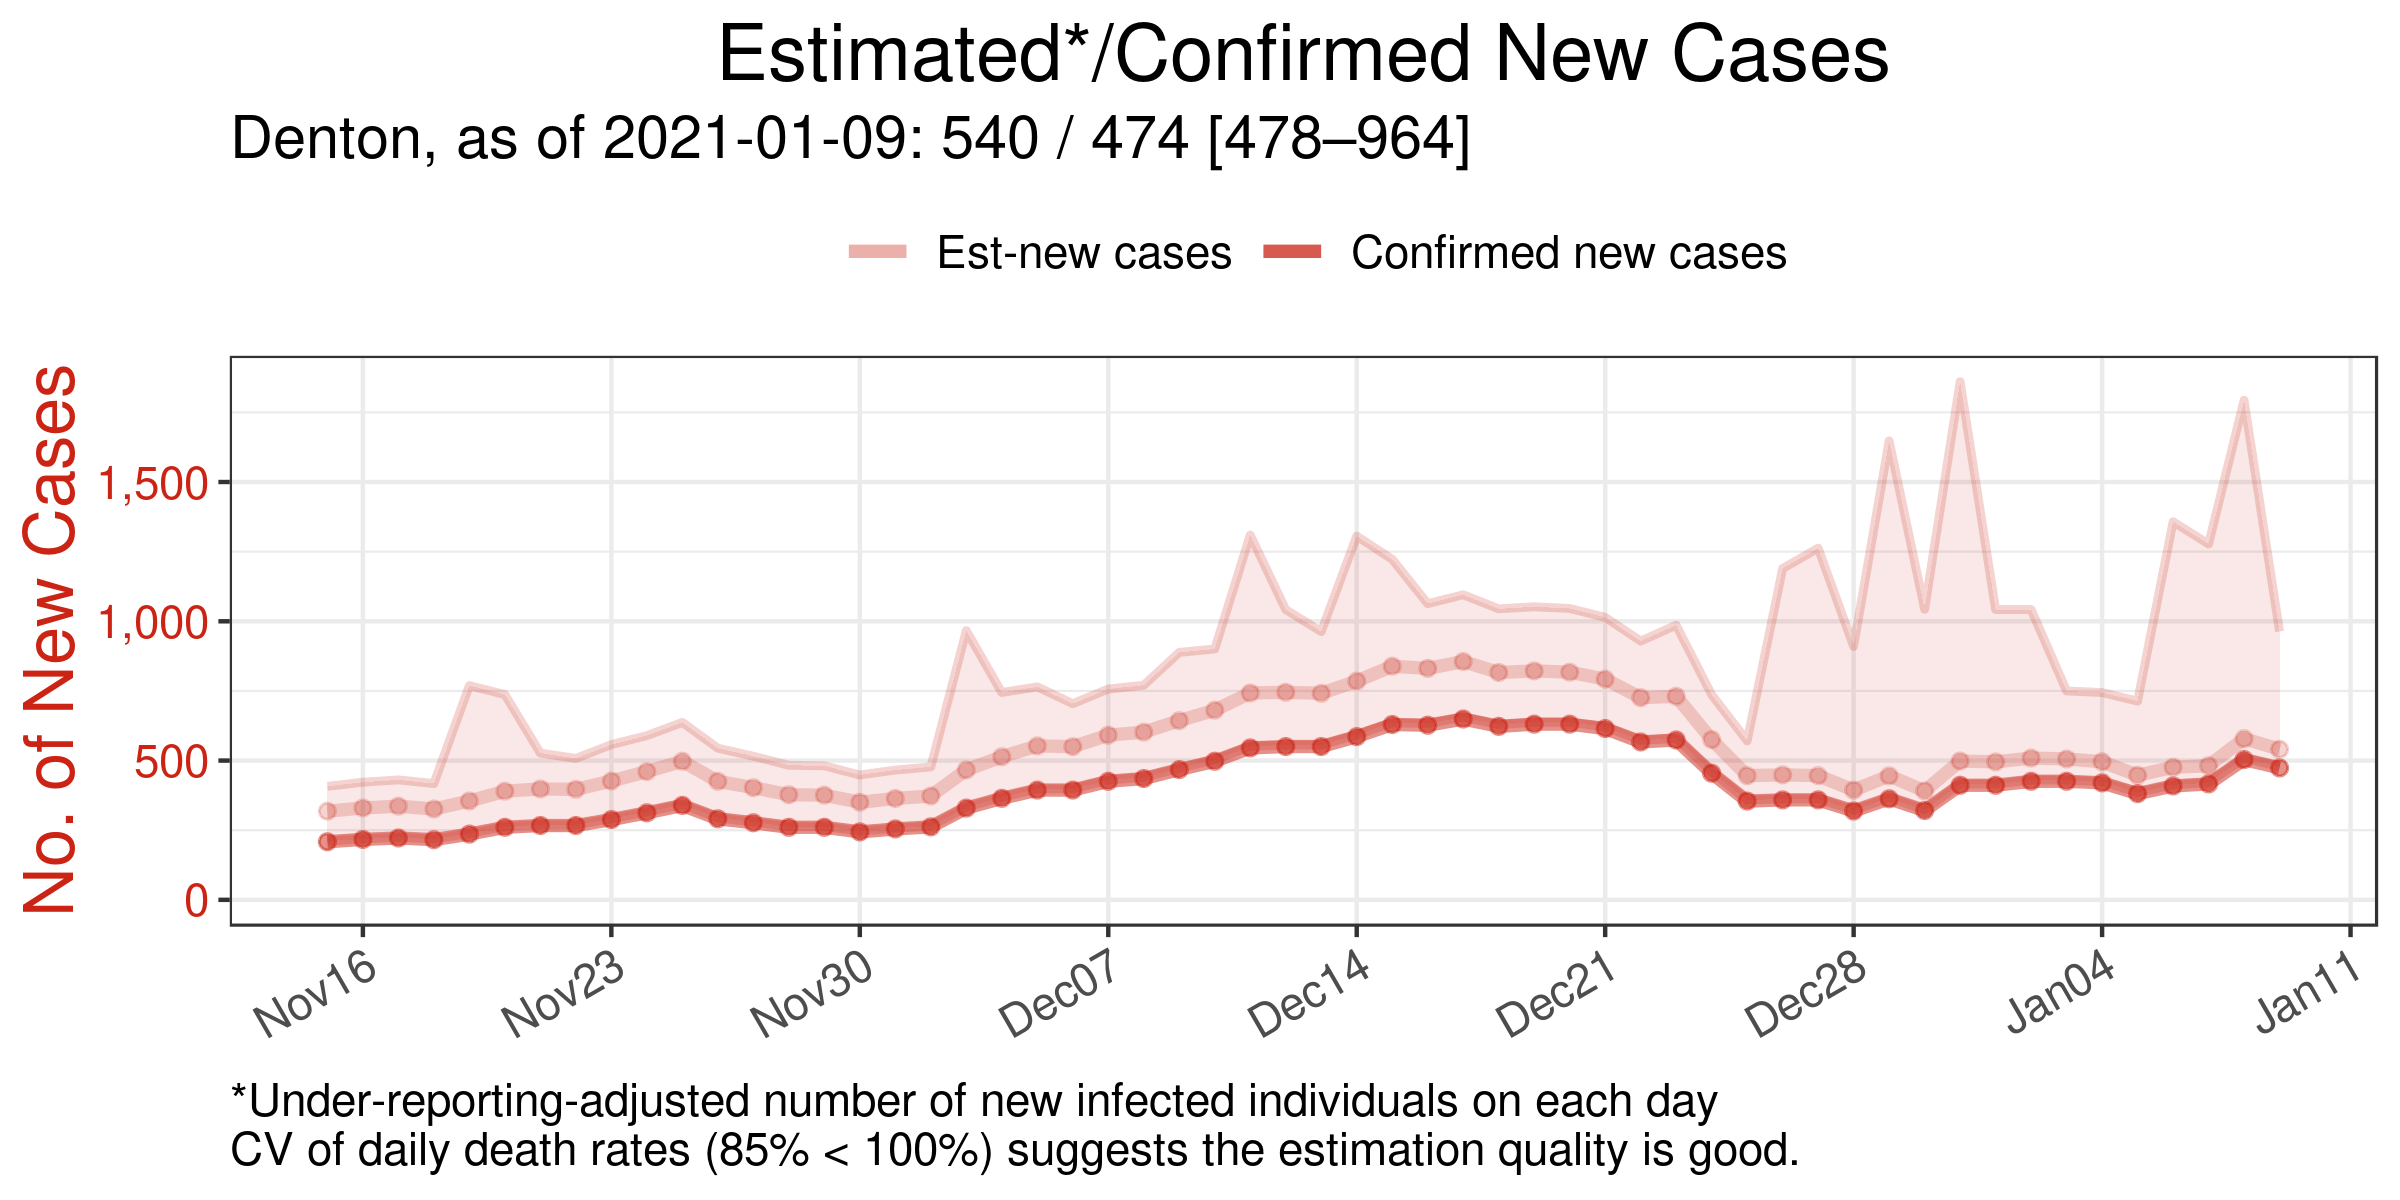 Estimated*/Confirmed New Cases
Denton, as of 2021-01-09: 540 / 474 [478–964]
Est-new cases
Confirmed new cases
No. of New Cases
1,500
1,000
500
0
Nov16
Nov23
Nov30
Dec07
Dec14
Dec21
Dec28
Jan04
Jan11
*Under-reporting-adjusted number of new infected individuals on each day
CV of daily death rates (85% < 100%) suggests the estimation quality is good.